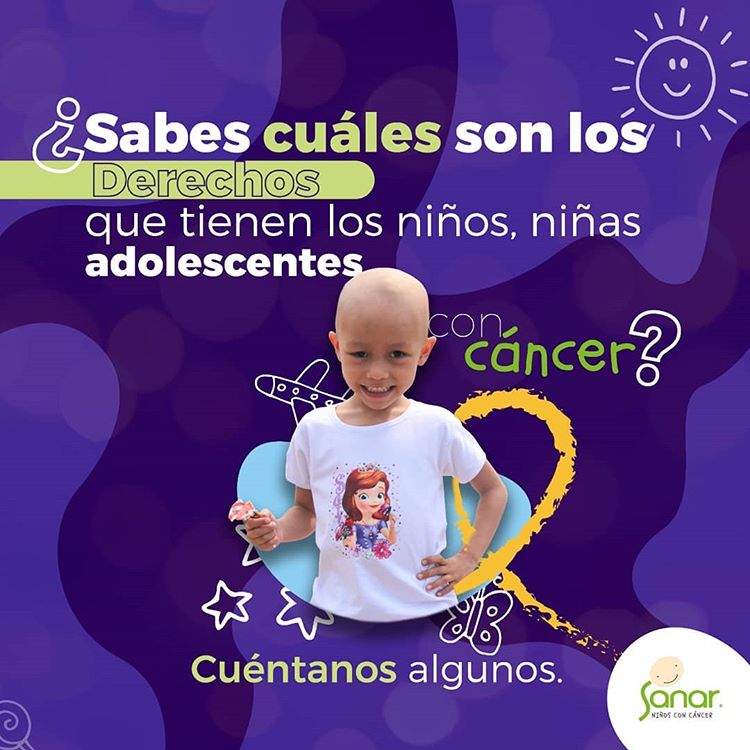 ¿Sabes cuáles son los
Derechos
que tienen los niños, niñas
adolescentes
con
cáncer?
Cuéntanos algunos.
Sanar.
NIÑOS CON CÁNCER